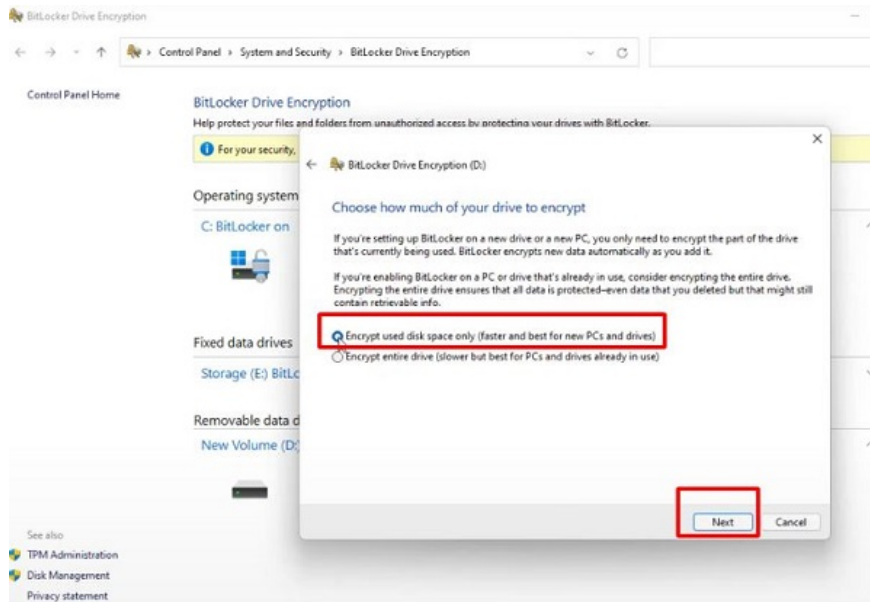 BitLocker Drive Encryption
Control Panel > System and Security > BitLocker Drive Encryption
Control Panel Home
BitLocker Drive Encryption
Help protect your files and folders from unauthorized access by protecting your drives with BitLocker.
For your security,
BitLocker Drive Encryption (D:)
Operating system
Choose how much of your drive to encrypt
C: BitLocker on
If you're setting up BitLocker on a new drive or a new PC, you only need to encrypt the part of the drive
that's currently being used. BitLocker encrypts new data automatically as you add it.
If you're enabling BitLocker on a PC or drive that's already in use, consider encrypting the entire drive.
Encrypting the entire drive ensures that all data is protected–even data that you deleted but that might still
contain retrievable info.
Encrypt used disk space only (faster and best for new PCs and drives)
Fixed data drives
Encrypt entire drive (slower but best for PCs and drives already in use)
Storage (E:) BitLc
Removable data d
New Volume (D:
Next
Cancel
See also
TPM Administration
Disk Management
Privacy statement